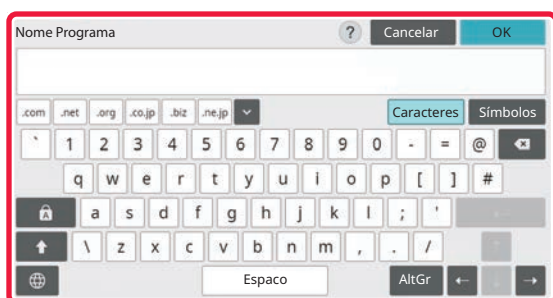 Nome Programa ? Cancelar OK
.com .net .org .co.jp .biz .ne.jp Caracteres Símbolos
` 1 2 3 4 5 6 7 8 9 0 - = @
q w e r t y u i o p [ ] #
A a s d f g h j k l ; '
\ z x c v b n m , . /
Espaco AltGr